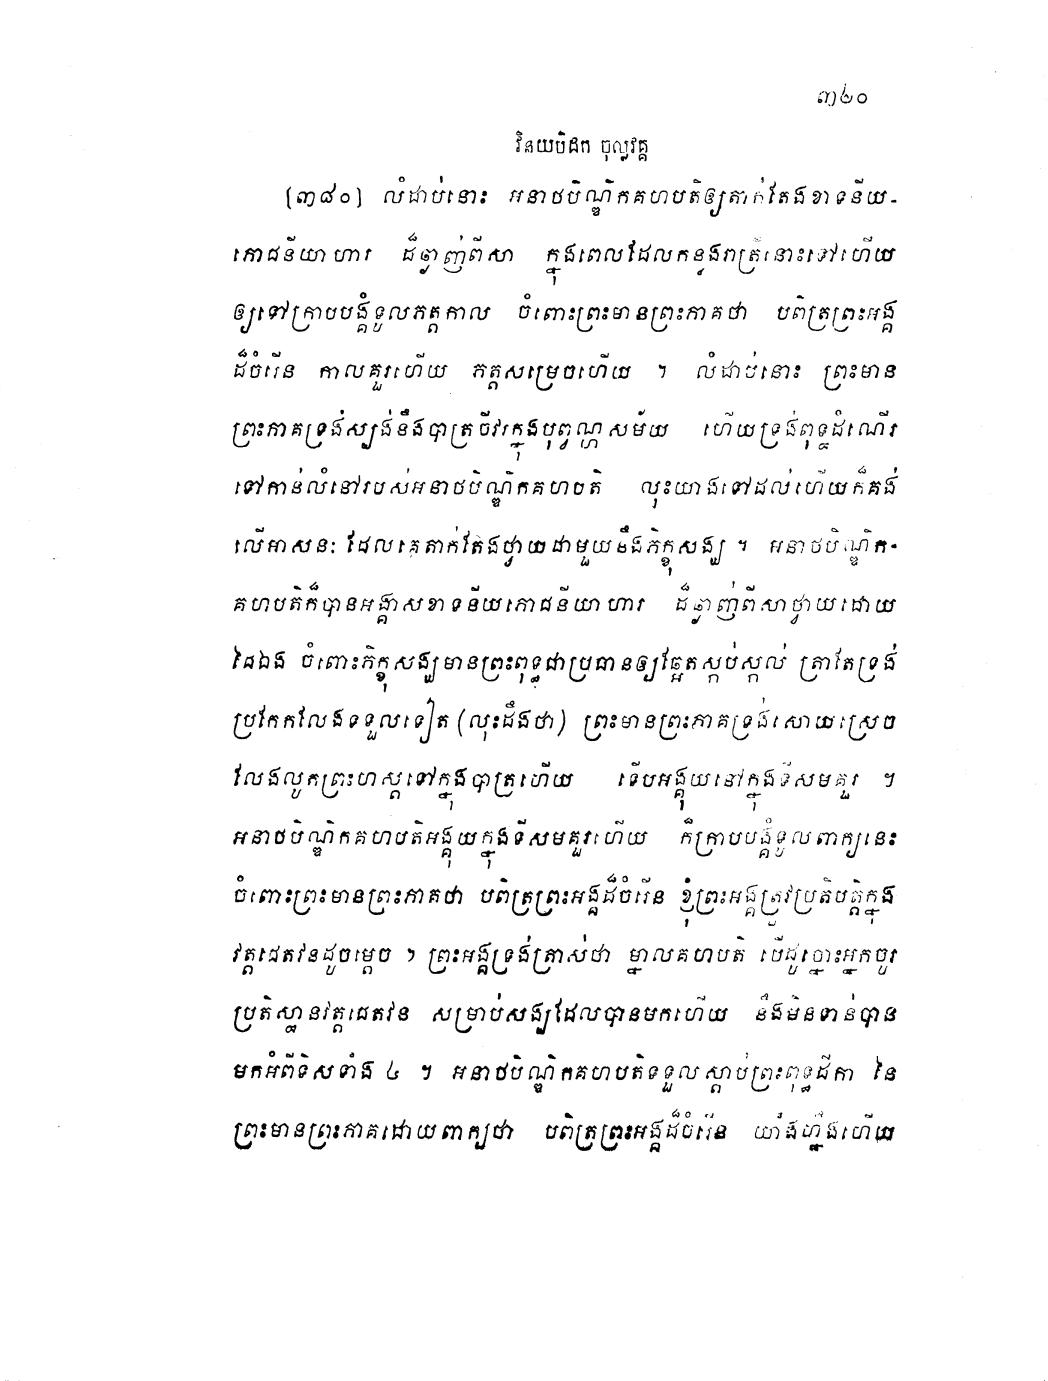 ៣៤០
វិនយបិដក ចុល្លវគ្គ
[៣៨០] លំដាប់នោះ អនាថបិណ្ឌិកគហបតិឲ្យតាក់តែងខាទនីយ-
ភោជនីយាហារ ដ៏ឆ្ងាញ់ពីសា ក្នុងពេលដែលកន្លងរាត្រីនោះទៅហើយ
ឲ្យទៅក្រាបបង្គំទូលភត្តកាល ចំពោះព្រះមានព្រះភាគថា បពិត្រព្រះអង្គ
ដ៏ចំរើន កាលគួរហើយ ភត្តសម្រេចហើយ ។ លំដាប់នោះ ព្រះមាន
ព្រះភាគទ្រង់ស្បង់នឹងបាត្រចីវរក្នុងបុព្វណ្ហសម័យ ហើយទ្រង់ពុទ្ធដំណើរ
ទៅកាន់លំនៅរបស់អនាថបិណ្ឌិកគហបតិ លុះយាងទៅដល់ហើយក៏គង់
លើអាសនៈ ដែលគេតាក់តែងថ្វាយជាមួយនឹងភិក្ខុសង្ឃ ។ អនាថបិណ្ឌិក-
គហបតិក៏បានអង្គាសខាទនីយភោជនីយាហារ ដ៏ឆ្ងាញ់ពីសាថ្វាយដោយ
ដៃឯង ចំពោះភិក្ខុសង្ឃមានព្រះពុទ្ធជាប្រធានឲ្យឆ្អែតស្កប់ស្កល់ ត្រាតែទ្រង់
ប្រកែកលែងទទួលទៀត (លុះដឹងថា) ព្រះមានព្រះភាគទ្រង់សោយស្រេច
លែងលូកព្រះហស្តទៅក្នុងបាត្រហើយ ទើបអង្គុយនៅក្នុងទីសមគួរ ។
អនាថបិណ្ឌិកគហបតិអង្គុយក្នុងទីសមគួរហើយ ក៏ក្រាបបង្គំទូលពាក្យនេះ
ចំពោះព្រះមានព្រះភាគថា បពិត្រព្រះអង្គដ៏ចំរើន ខ្ញុំព្រះអង្គត្រូវប្រតិបត្តិក្នុង
វត្តជេតវនដូចម្តេច ។ ព្រះអង្គទ្រង់ត្រាស់ថា ម្នាលគហបតិ បើដូច្នោះអ្នកចូរ
ប្រតិស្ឋានវត្តជេតវន សម្រាប់សង្ឃដែលបានមកហើយ នឹងមិនទាន់បាន
មកអំពីទិសទាំង ៤ ។ អនាថបិណ្ឌិកគហបតិទទួលស្តាប់ព្រះពុទ្ធដីកា នៃ
ព្រះមានព្រះភាគដោយពាក្យថា បពិត្រព្រះអង្គដ៏ចំរើន យ៉ាងហ្នឹងហើយ